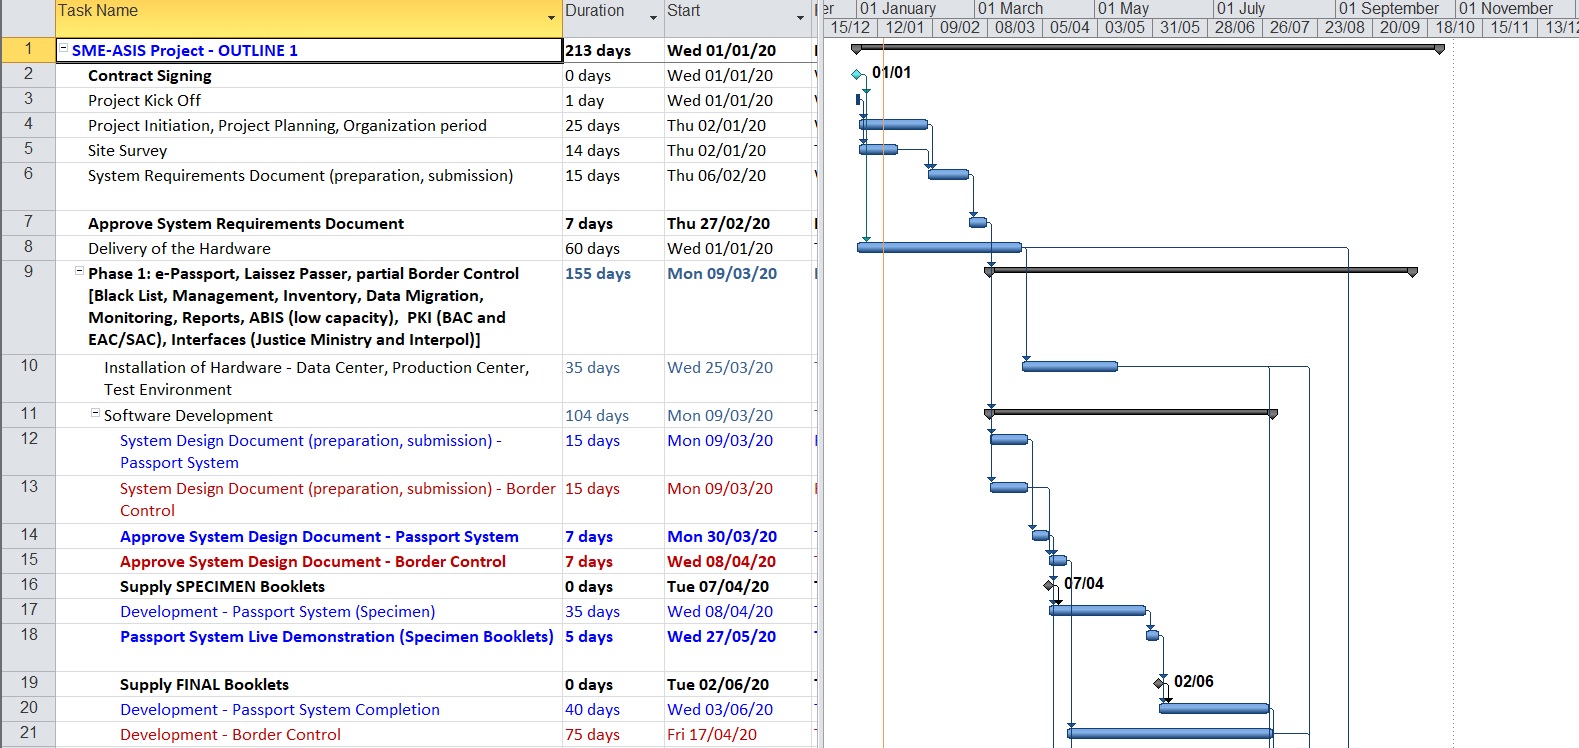 Task Name Duration Start er 01 January 01 March 01 May 01 July 01 September 01 November
15/12 12/01 09/02 08/03 05/04 03/05 31/05 28/06 26/07 23/08 20/09 18/10 15/11 13/12
1 SME-ASIS Project - OUTLINE 1 213 days Wed 01/01/20
2 Contract Signing 0 days Wed 01/01/20 01/01
3 Project Kick Off 1 day Wed 01/01/20
4 Project Initiation, Project Planning, Organization period 25 days Thu 02/01/20
5 Site Survey 14 days Thu 02/01/20
6 System Requirements Document (preparation, submission) 15 days Thu 06/02/20
7 Approve System Requirements Document 7 days Thu 27/02/20
8 Delivery of the Hardware 60 days Wed 01/01/20
9 Phase 1: e-Passport, Laissez Passer, partial Border Control 155 days Mon 09/03/20
[Black List, Management, Inventory, Data Migration,
Monitoring, Reports, ABIS (low capacity), PKI (BAC and
EAC/SAC), Interfaces (Justice Ministry and Interpol)]
10 Installation of Hardware - Data Center, Production Center, 35 days Wed 25/03/20
Test Environment
11 Software Development 104 days Mon 09/03/20
12 System Design Document (preparation, submission) - 15 days Mon 09/03/20
Passport System
13 System Design Document (preparation, submission) - Border 15 days Mon 09/03/20
Control
14 Approve System Design Document - Passport System 7 days Mon 30/03/20
15 Approve System Design Document - Border Control 7 days Wed 08/04/20
16 Supply SPECIMEN Booklets 0 days Tue 07/04/20 07/04
17 Development - Passport System (Specimen) 35 days Wed 08/04/20
18 Passport System Live Demonstration (Specimen Booklets) 5 days Wed 27/05/20
19 Supply FINAL Booklets 0 days Tue 02/06/20 02/06
20 Development - Passport System Completion 40 days Wed 03/06/20
21 Development - Border Control 75 days Fri 17/04/20